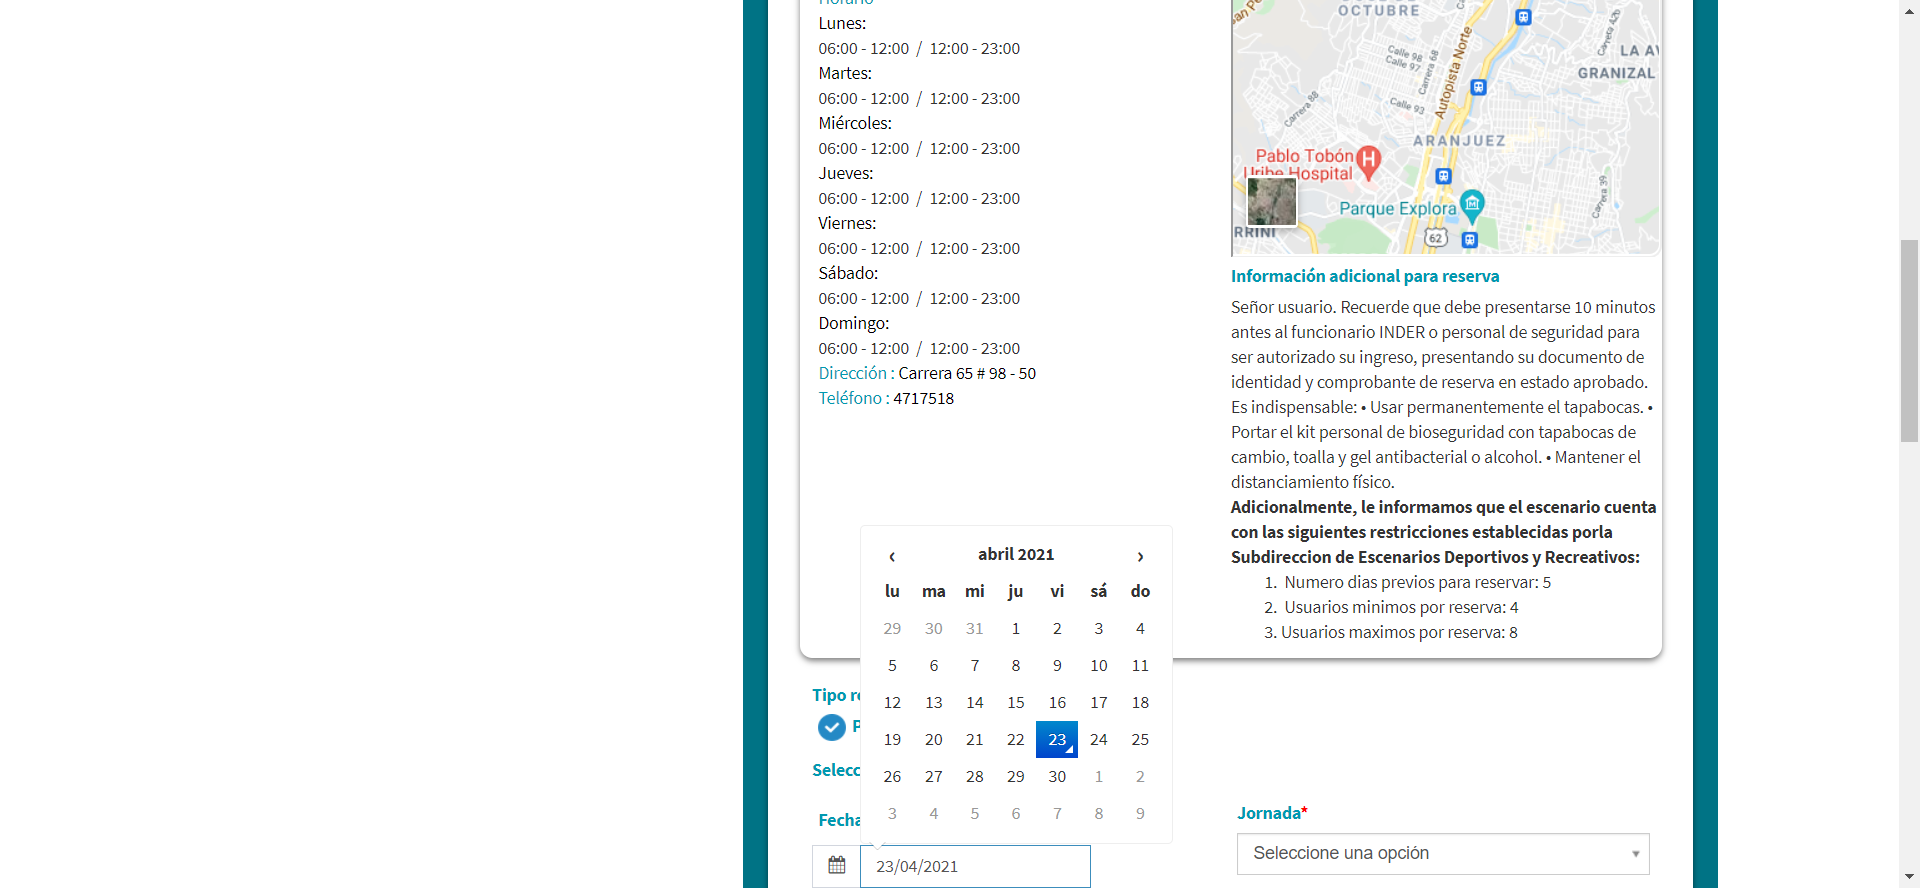 Horario
Lunes:
06:00 - 12:00 / 12:00 - 23:00
Martes:
06:00 - 12:00 / 12:00 - 23:00
Miércoles:
06:00 - 12:00 / 12:00 - 23:00
Jueves:
06:00 - 12:00 / 12:00 - 23:00
Viernes:
06:00 - 12:00 / 12:00 - 23:00
Sábado:
06:00 - 12:00 / 12:00 - 23:00
Domingo:
06:00 - 12:00 / 12:00 - 23:00
Dirección : Carrera 65 # 98 - 50
Teléfono : 4717518
OCTUBRE
Carrera 42b
Calle 98
Calle 97
Carrera 68
Autopista Norte
LA
GRANIZAL
Carrera 88
Calle 93
ARANJUEZ
Pablo Tobón
Uribe Hospital
Carrera 39
Parque Explora
62
Información adicional para reserva
Señor usuario. Recuerde que debe presentarse 10 minutos
antes al funcionario INDER o personal de seguridad para
ser autorizado su ingreso, presentando su documento de
identidad y comprobante de reserva en estado aprobado.
Es indispensable: • Usar permanentemente el tapabocas. •
Portar el kit personal de bioseguridad con tapabocas de
cambio, toalla y gel antibacterial o alcohol. • Mantener el
distanciamiento físico.
Adicionalmente, le informamos que el escenario cuenta
con las siguientes restricciones establecidas porla
Subdireccion de Escenarios Deportivos y Recreativos:
1. Numero dias previos para reservar: 5
2. Usuarios minimos por reserva: 4
3. Usuarios maximos por reserva: 8
‹ abril 2021 ›
lu ma mi ju vi sá do
29 30 31 1 2 3 4
5 6 7 8 9 10 11
12 13 14 15 16 17 18
19 20 21 22 23 24 25
26 27 28 29 30 1 2
3 4 5 6 7 8 9
Tipo
Selecc
Fecha
23/04/2021
Jornada*
Seleccione una opción